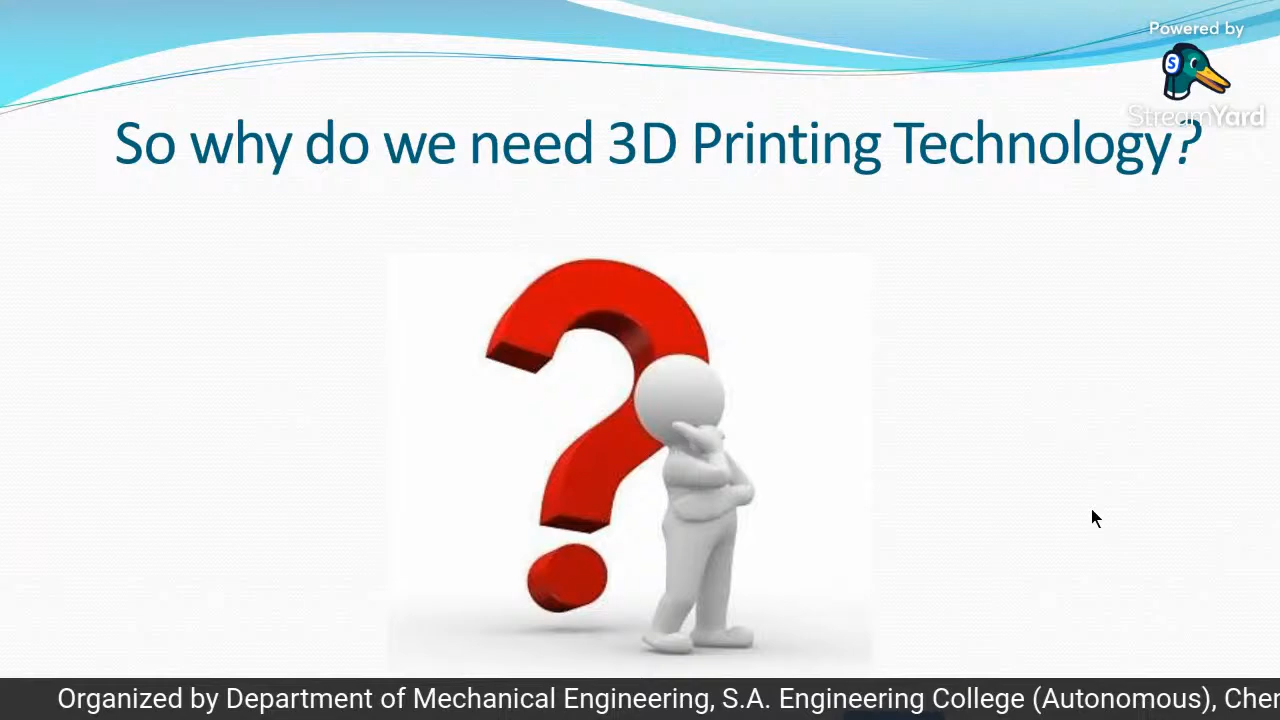 Powered by
S
StreamYard
So why do we need 3D Printing Technology?
Organized by Department of Mechanical Engineering, S.A. Engineering College (Autonomous),